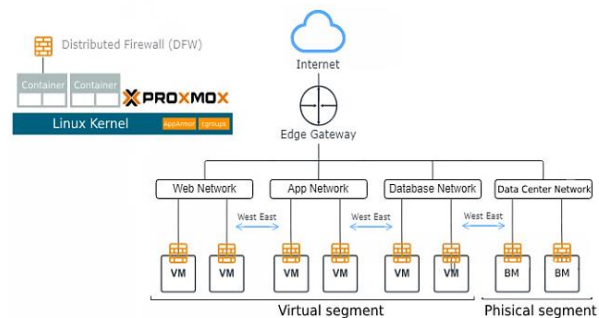 Distributed Firewall (DFW)
Internet
Container Container
PROXMOX
Linux Kernel AppArmor cgroups
Edge Gateway
Web Network App Network Database Network Data Center Network
West East West East West East
VM VM VM VM VM VM BM BM
Virtual segment Phisical segment